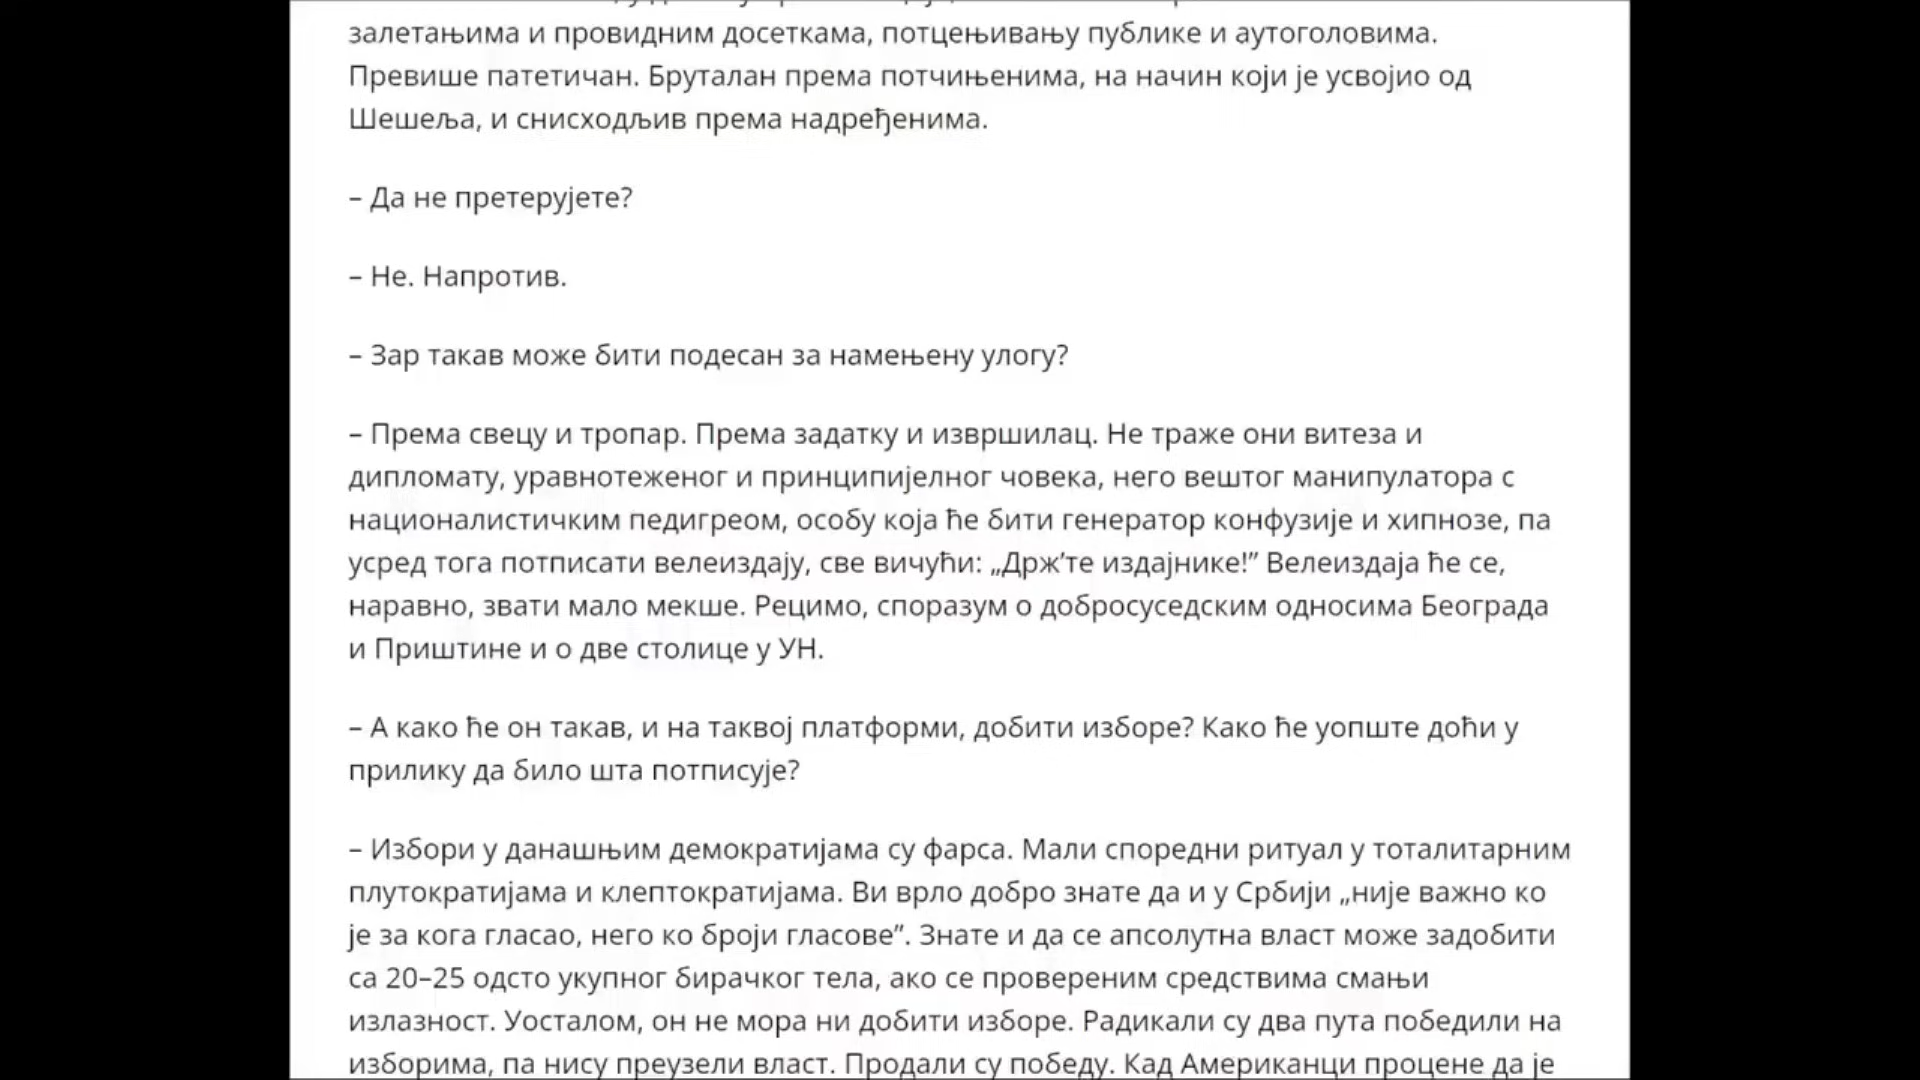 залетањима и провидним досеткама, потцењивању публике и аутоголовима.
Превише патетичан. Бруталан према потчињенима, на начин који је усвојио од
Шешеља, и снисходљив према надређенима.
– Да не претерујете?
– Не. Напротив.
– Зар такав може бити подесан за намењену улогу?
– Према свецу и тропар. Према задатку и извршилац. Не траже они витеза и
дипломату, уравнотеженог и принципијелног човека, него вештог манипулатора с
националистичким педигреом, особу која ће бити генератор конфузије и хипнозе, па
усред тога потписати велеиздају, све вичући: „Држ’те издајнике!” Велеиздаја ће се,
наравно, звати мало мекше. Рецимо, споразум о добросуседским односима Београда
и Приштине и о две столице у УН.
– А како ће он такав, и на таквој платформи, добити изборе? Како ће уопште доћи у
прилику да било шта потписује?
– Избори у данашњим демократијама су фарса. Мали споредни ритуал у тоталитарним
плутократијама и клептократијама. Ви врло добро знате да и у Србији „није важно ко
је за кога гласао, него ко броји гласове”. Знате и да се апсолутна власт може задобити
са 20–25 одсто укупног бирачког тела, ако се провереним средствима смањи
излазност. Уосталом, он не мора ни добити изборе. Радикали су два пута победили на
изборима, па нису преузели власт. Продали су победу. Кад Американци процене да је